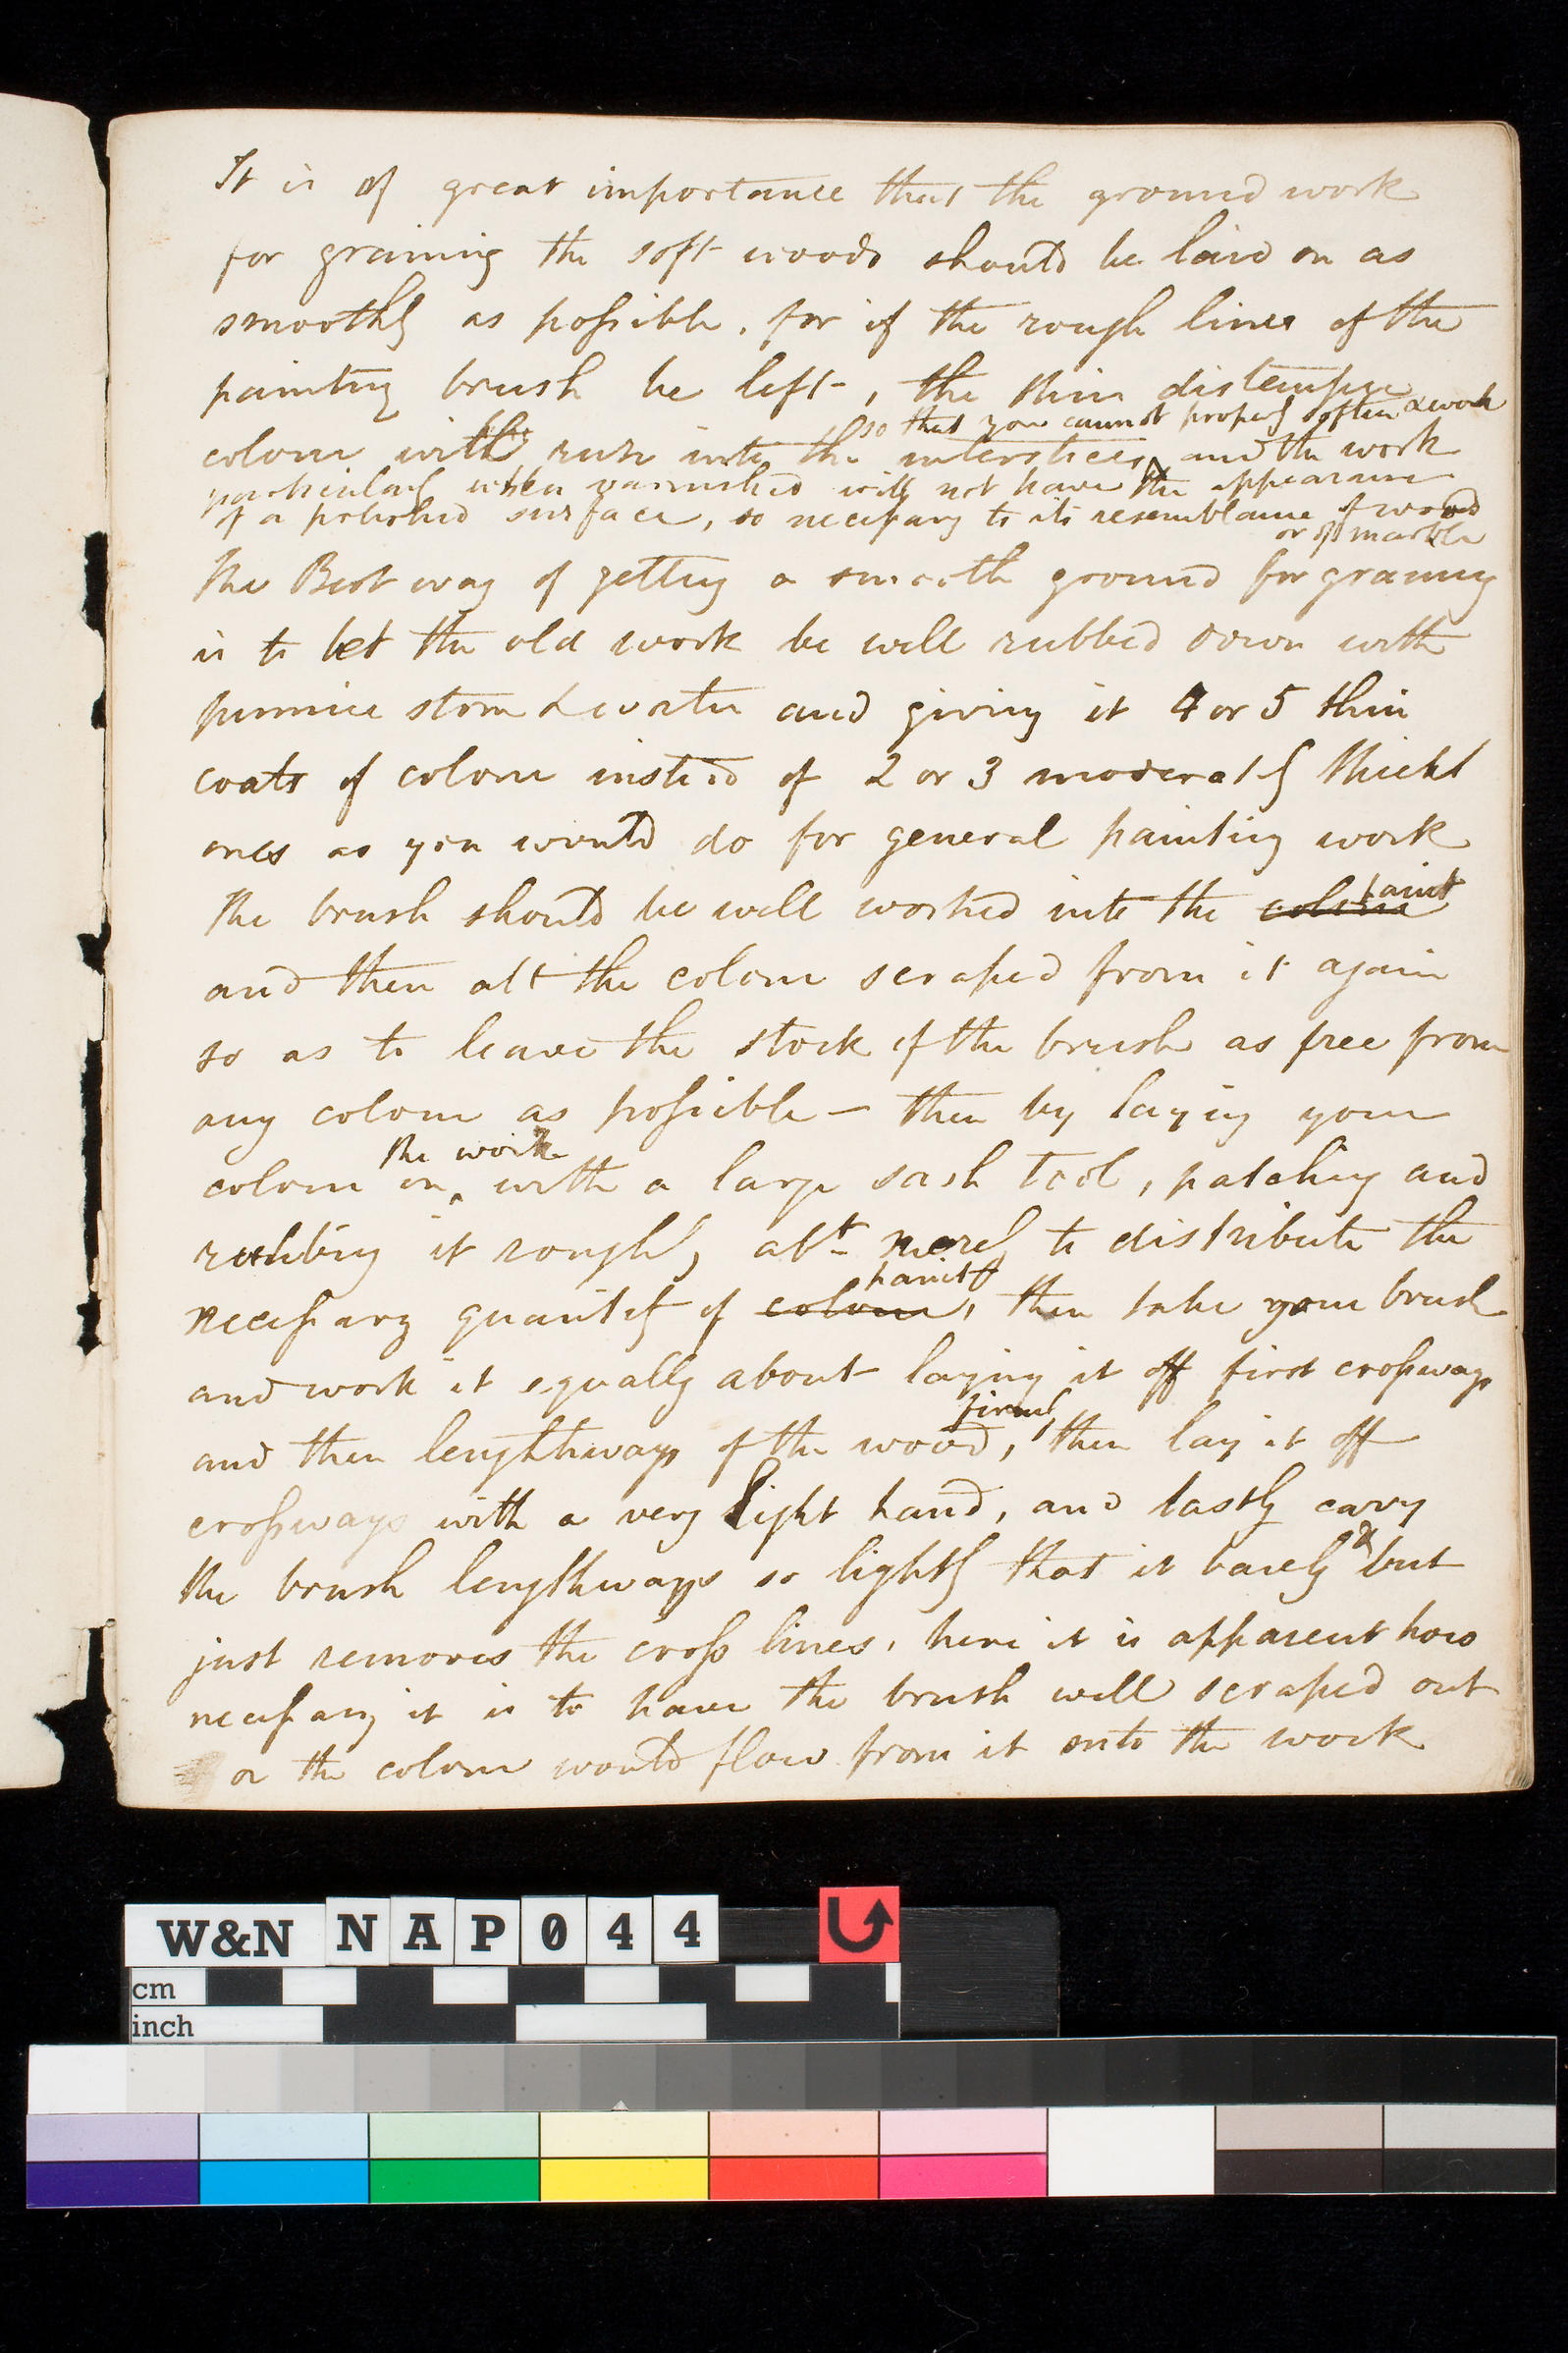 It is of great importance that the ground work
for graining the soft woods should be laid on as
smoothly as possible. for if the rough lines of the
painting brush be left, the thin distemper
so that you cannot properly soften & work
colour will run into the interstices, and the work
particularly when varnished will not have the appearance
of a polished surface, so necessary to its resemblance of wood
or of marble
The Best way of getting a smooth ground for graining
is to let the old work be well rubbed down with
pumice stone & water and giving it 4 or 5 thin
coats of colour instead of 2 or 3 moderately thick
ones as you would do for general painting work
paint
The brush should be well worked into the colour
and then all the colour scraped from it again
so as to leave the stock of the brush as free from
any colour as possible – then by laying your
the work
colour on with a large sash tool, patching and
rubbing it roughly abt merely to distribute the
paint
necessary quantity of colour, then take your brush
and work it equally about laying it off first crossways
firmly
and then lengthways of the wood, then lay it off
crossways with a very light hand, and lastly carry
&
the brush lengthways so lightly that it barely but
just removes the cross lines, here it is apparent how
necessary it is to have the brush well scraped out
or the colour would flow from it onto the work
W&N NAP044
cm
inch